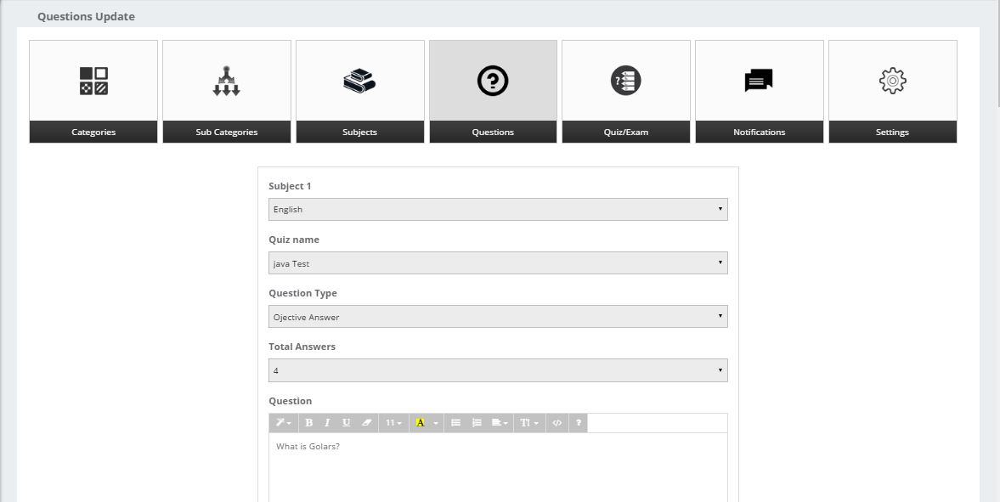 Questions Update
Categories
Sub Categories
Subjects
Questions
Quiz/Exam
Notifications
Settings
Subject 1
English
Quiz name
java Test
Question Type
Ojective Answer
Total Answers
4
Question
B I U 11 A T! </> ?
What is Golars?